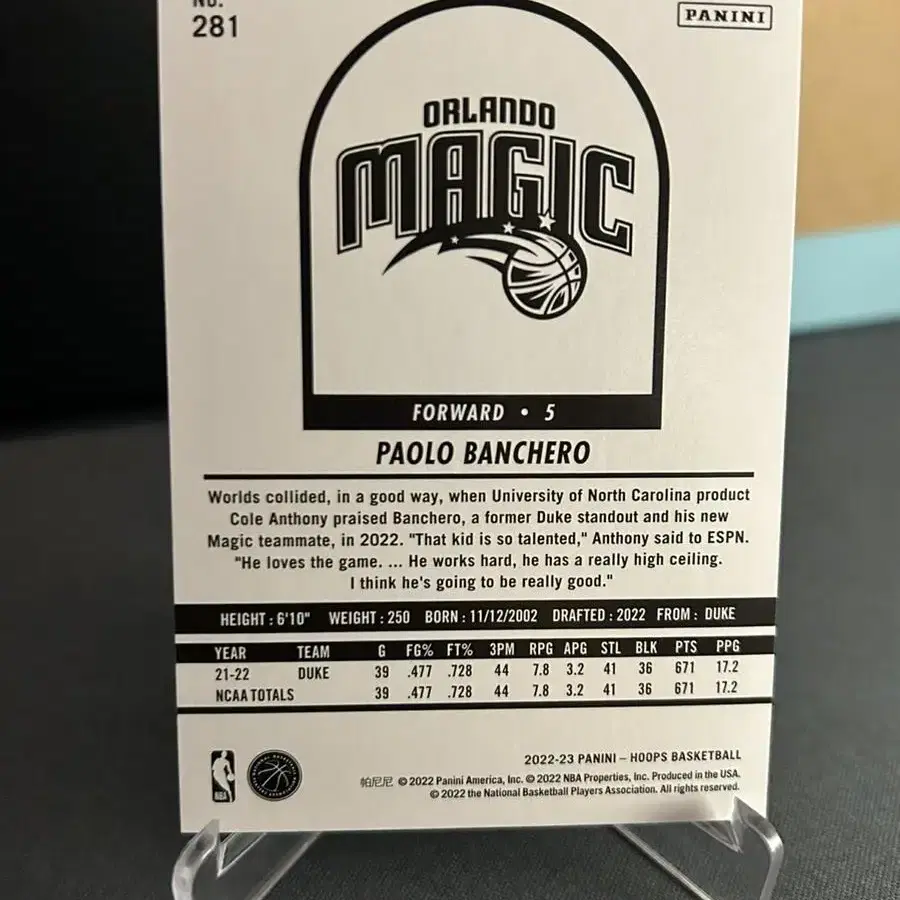 No.
281
PANINI
ORLANDO
MAGIC
FORWARD • 5
PAOLO BANCHERO
Worlds collided, in a good way, when University of North Carolina product
Cole Anthony praised Banchero, a former Duke standout and his new
Magic teammate, in 2022. "That kid is so talented," Anthony said to ESPN.
"He loves the game. ... He works hard, he has a really high ceiling.
I think he's going to be really good."
HEIGHT : 6'10" WEIGHT : 250 BORN : 11/12/2002 DRAFTED : 2022 FROM : DUKE
YEAR TEAM G FG% FT% 3PM RPG APG STL BLK PTS PPG
21-22 DUKE 39 .477 .728 44 7.8 3.2 41 36 671 17.2
NCAA TOTALS 39 .477 .728 44 7.8 3.2 41 36 671 17.2
2022-23 PANINI – HOOPS BASKETBALL
NBA
帕尼尼 © 2022 Panini America, Inc. © 2022 NBA Properties, Inc. Produced in the USA.
© 2022 the National Basketball Players Association. All rights reserved.